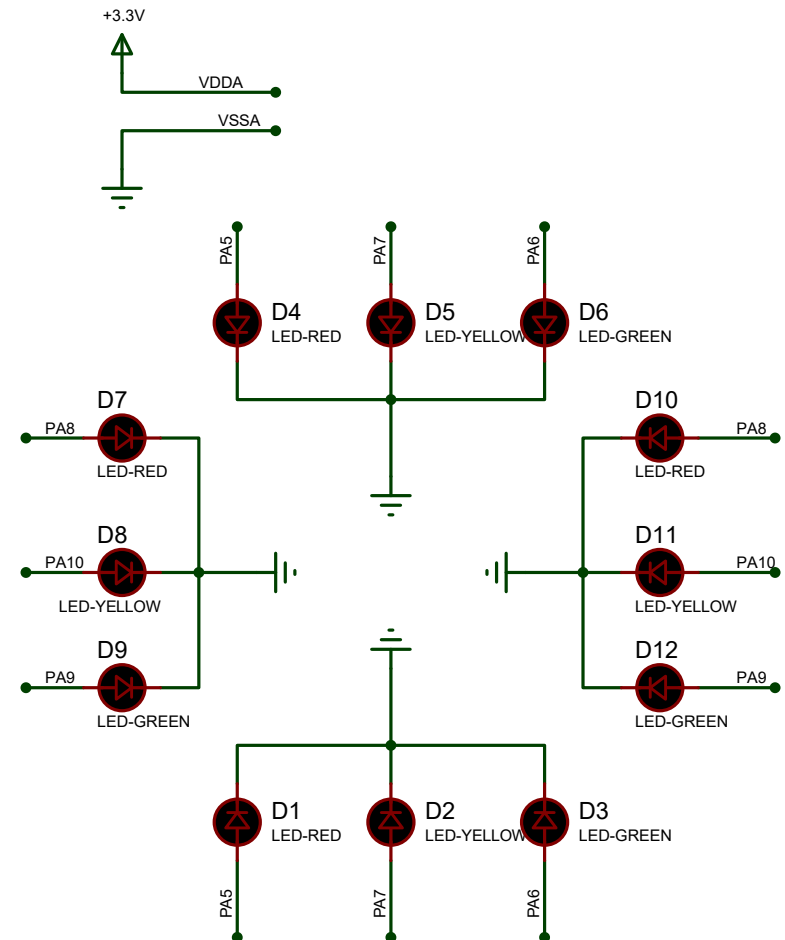 +3.3V
VDDA
VSSA
PA5
PA7
PA6
D4
LED-RED
D5
LED-YELLOW
D6
LED-GREEN
D7
PA8
LED-RED
D10
PA8
LED-RED
D8
PA10
LED-YELLOW
D11
PA10
LED-YELLOW
D9
PA9
LED-GREEN
D12
PA9
LED-GREEN
D1
LED-RED
D2
LED-YELLOW
D3
LED-GREEN
PA5
PA7
PA6